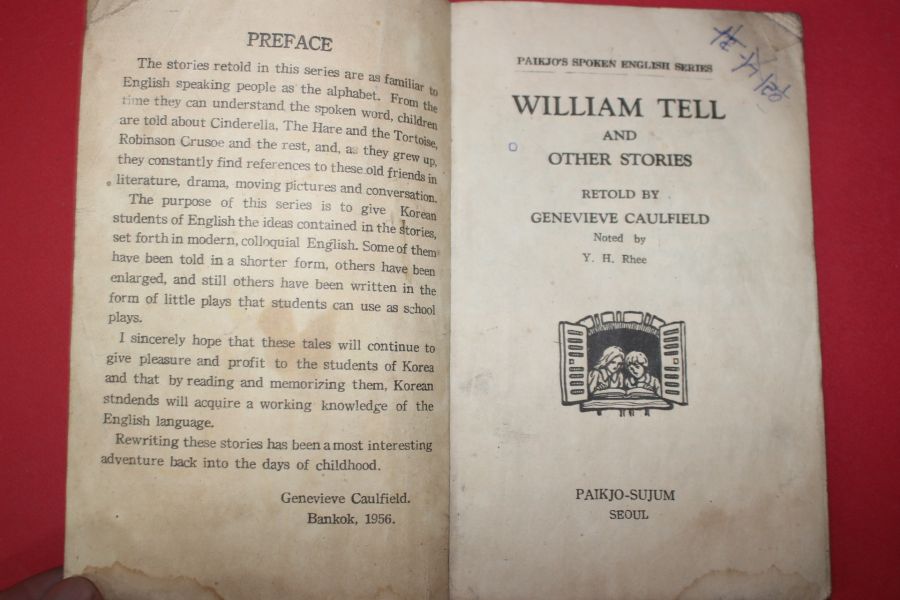 PREFACE
The stories retold in this series are as familiar to
English speaking people as the alphabet. From the
time they can understand the spoken word, children
are told about Cinderella, The Hare and the Tortoise,
Robinson Crusoe and the rest, and, as they grew up,
they constantly find references to these old friends in
literature, drama, moving pictures and conversation.
The purpose of this series is to give Korean
students of English the ideas contained in the stories,
set forth in modern, colloquial English. Some of them
have been told in a shorter form, others have been
enlarged, and still others have been written in the
form of little plays that students can use as school
plays.
I sincerely hope that these tales will continue to
give pleasure and profit to the students of Korea
and that by reading and memorizing them, Korean
stndends will acquire a working knowledge of the
English language.
Rewriting these stories has been a most interesting
adventure back into the days of childhood.
Genevieve Caulfield.
Bankok, 1956.
PAIKJO'S SPOKEN ENGLISH SERIES
WILLIAM TELL
AND
OTHER STORIES
RETOLD BY
GENEVIEVE CAULFIELD
Noted by
Y. H. Rhee
PAIKJO-SUJUM
SEOUL